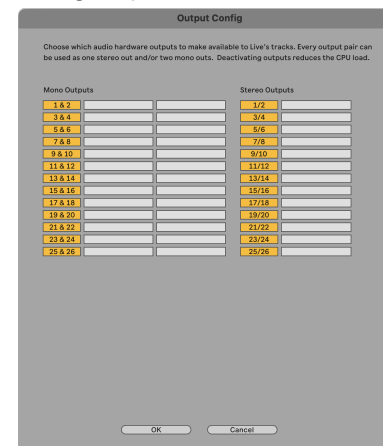 Output Config
Choose which audio hardware outputs to make available to Live's tracks. Every output pair can
be used as one stereo out and/or two mono outs. Deactivating outputs reduces the CPU load.
Mono Outputs Stereo Outputs
1 & 2 1/2
3 & 4 3/4
5 & 6 5/6
7 & 8 7/8
9 & 10 9/10
11 & 12 11/12
13 & 14 13/14
15 & 16 15/16
17 & 18 17/18
19 & 20 19/20
21 & 22 21/22
23 & 24 23/24
25 & 26 25/26
OK Cancel